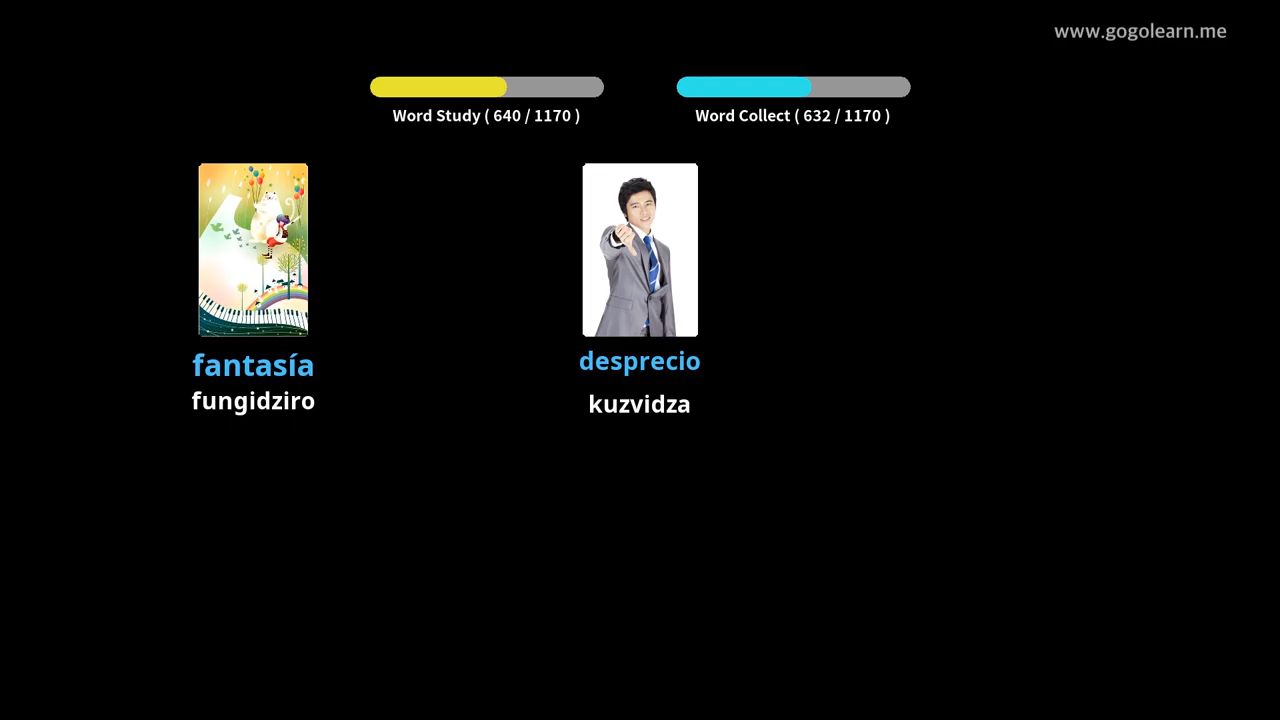 www.gogolearn.me
Word Study ( 640 / 1170 )
Word Collect ( 632 / 1170 )
fantasía
fungidziro
desprecio
kuzvidza